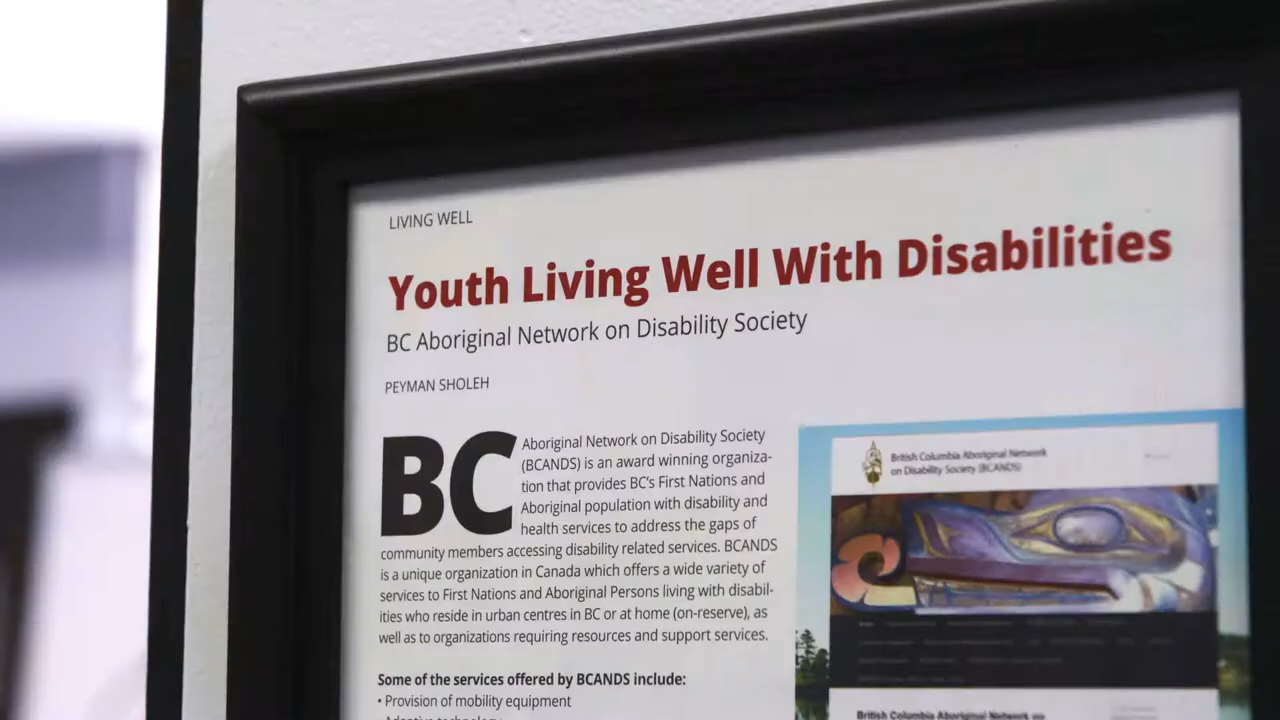 LIVING WELL
Youth Living Well With Disabilities
BC Aboriginal Network on Disability Society
PEYMAN SHOLEH
BC Aboriginal Network on Disability Society
(BCANDS) is an award winning organiza-
tion that provides BC's First Nations and
Aboriginal population with disability and
health services to address the gaps of
community members accessing disability related services. BCANDS
is a unique organization in Canada which offers a wide variety of
services to First Nations and Aboriginal Persons living with disabil-
ities who reside in urban centres in BC or at home (on-reserve), as
well as to organizations requiring resources and support services.
Some of the services offered by BCANDS include:
• Provision of mobility equipment
British Columbia Aboriginal Network
on Disability Society (BCANDS)
British Columbia Aboriginal Network on